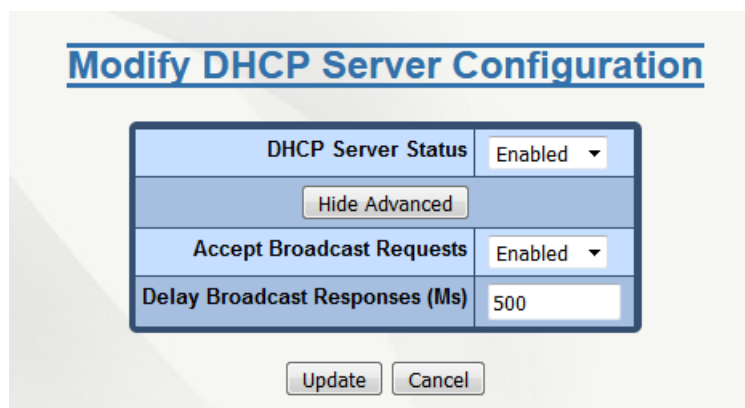 Modify DHCP Server Configuration
DHCP Server Status Enabled
Hide Advanced
Accept Broadcast Requests Enabled
Delay Broadcast Responses (Ms) 500
Update Cancel